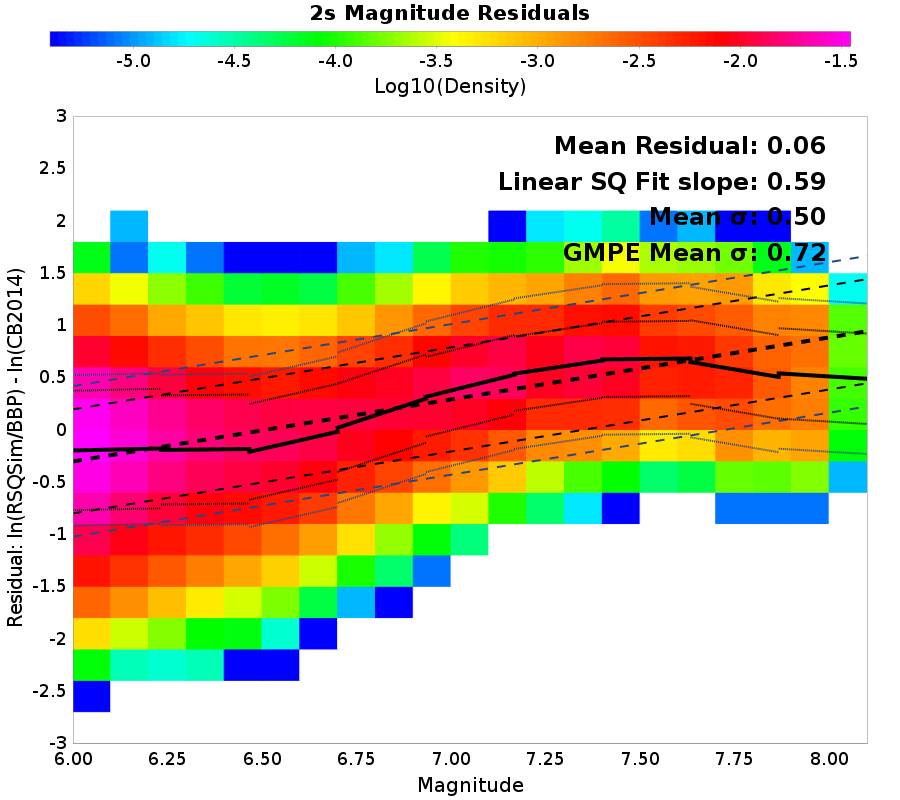 2s Magnitude Residuals
-5.0 -4.5 -4.0 -3.5 -3.0 -2.5 -2.0 -1.5
Log10(Density)
Mean Residual: 0.06
Linear SQ Fit slope: 0.59
Mean σ: 0.50
GMPE Mean σ: 0.72
Residual: ln(RSQSim/BBP) - ln(CB2014)
3
2.5
2
1.5
1
0.5
0
-0.5
-1
-1.5
-2
-2.5
-3
6.00 6.25 6.50 6.75 7.00 7.25 7.50 7.75 8.00
Magnitude